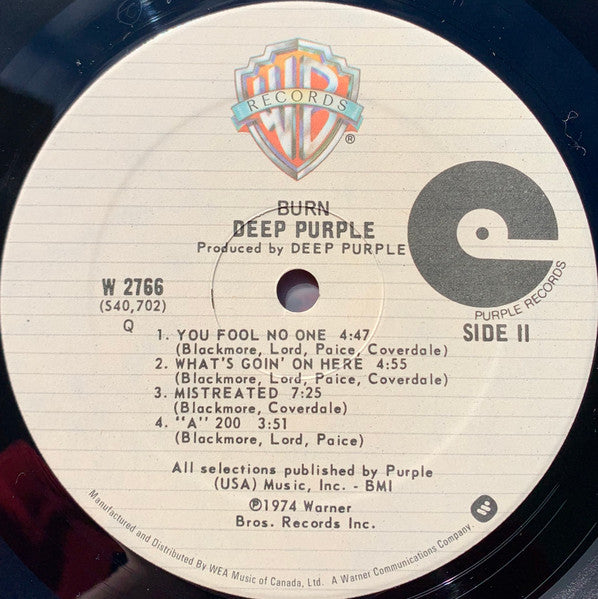 WB
RECORDS
®
BURN
DEEP PURPLE
Produced by DEEP PURPLE
PURPLE RECORDS
W 2766
(S40,702)
Q
SIDE II
1. YOU FOOL NO ONE 4:47
(Blackmore, Lord, Paice, Coverdale)
2. WHAT'S GOIN' ON HERE 4:55
(Blackmore, Lord, Paice, Coverdale)
3. MISTREATED 7:25
(Blackmore, Coverdale)
4. "A" 200 3:51
(Blackmore, Lord, Paice)
All selections published by Purple
(USA) Music, Inc. - BMI
℗1974 Warner
Bros. Records Inc.
Manufactured and Distributed By WEA Music of Canada, Ltd. A Warner Communications Company.